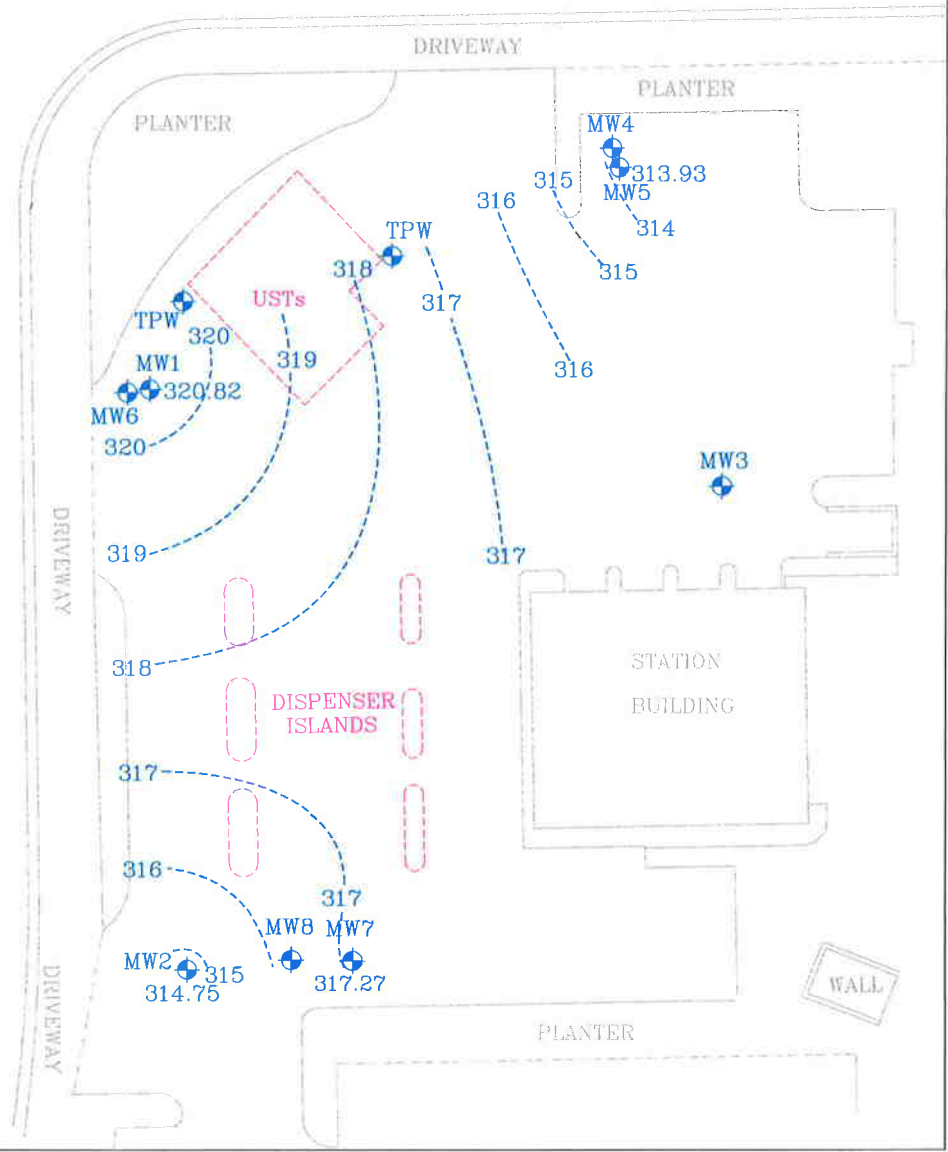 DRIVEWAY
PLANTER
PLANTER
MW4
313.93
MW5
315
316
314
TPW
318
315
USTs
317
TPW
320
319
316
MW1
320.82
MW6
320
MW3
319
317
DRIVEWAY
318
STATION
BUILDING
DISPENSER
ISLANDS
317
316
317
MW8
MW7
MW2
315
314.75
317.27
DRIVEWAY
WALL
PLANTER